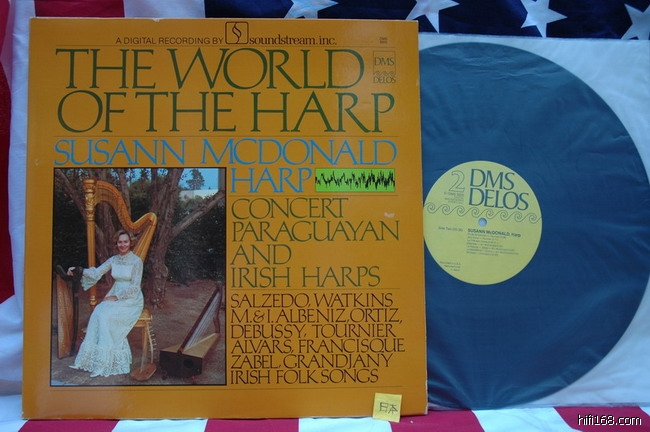 A DIGITAL RECORDING BY soundstream, inc.
THE WORLD
OF THE HARP
DMS
DELOS
SUSANN MCDONALD
HARP
CONCERT
PARAGUAYAN
AND
IRISH HARPS
SALZEDO, WATKINS
M. & I. ALBENIZ, ORTIZ,
DEBUSSY, TOURNIER
ALVARS, FRANCISQUE
ZABEL, GRANDJANY
IRISH FOLK SONGS
2
DMS
DELOS
SUSANN McDONALD, Harp
hifi168.com